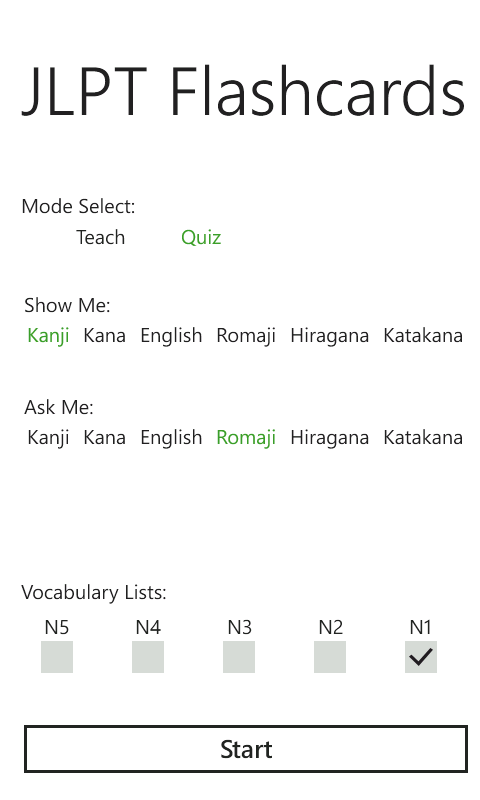 JLPT Flashcards
Mode Select:
Teach Quiz
Show Me:
Kanji Kana English Romaji Hiragana Katakana
Ask Me:
Kanji Kana English Romaji Hiragana Katakana
Vocabulary Lists:
N5 N4 N3 N2 N1
Start